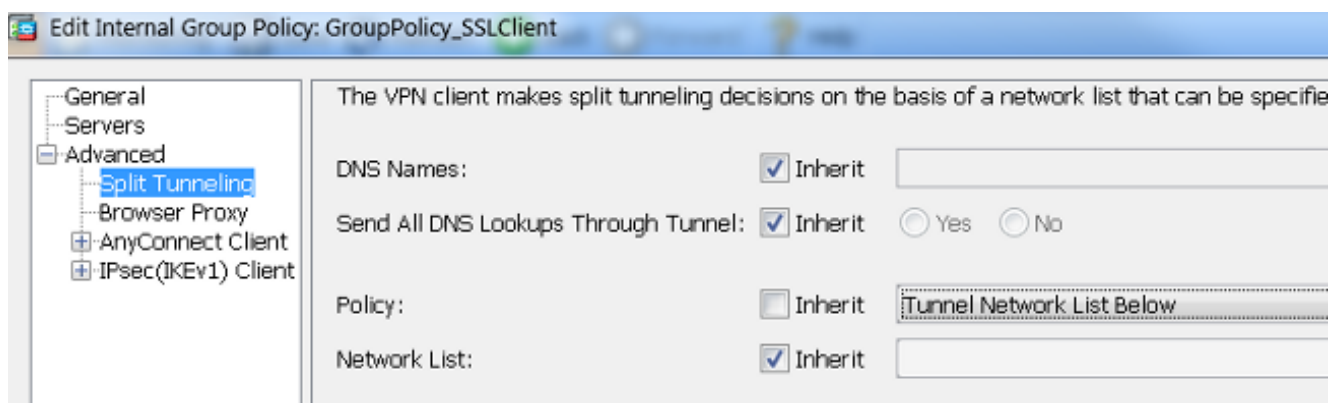 Edit Internal Group Policy: GroupPolicy_SSLClient
General
Servers
Advanced
Split Tunneling
Browser Proxy
AnyConnect Client
IPsec(IKEv1) Client
The VPN client makes split tunneling decisions on the basis of a network list that can be specifie
DNS Names: Inherit
Send All DNS Lookups Through Tunnel: Inherit Yes No
Policy: Inherit Tunnel Network List Below
Network List: Inherit